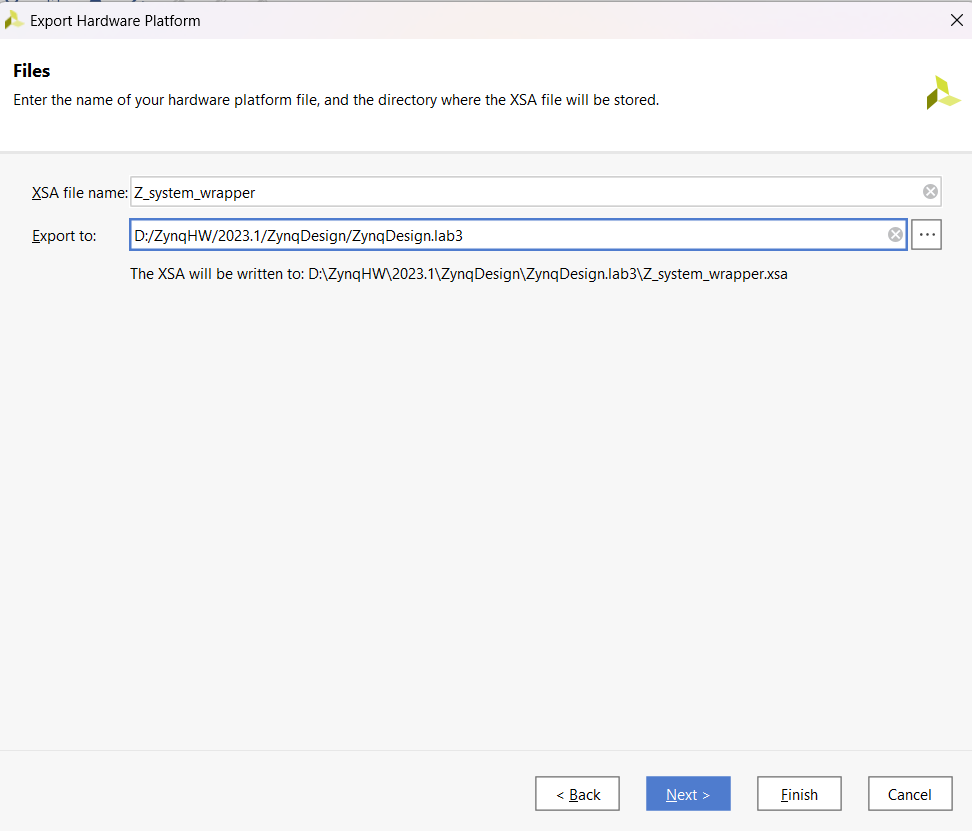 Export Hardware Platform
Files
Enter the name of your hardware platform file, and the directory where the XSA file will be stored.
XSA file name: Z_system_wrapper
Export to: D:/ZynqHW/2023.1/ZynqDesign/ZynqDesign.lab3 ...
The XSA will be written to: D:\ZynqHW\2023.1\ZynqDesign\ZynqDesign.lab3\Z_system_wrapper.xsa
< Back Next > Finish Cancel